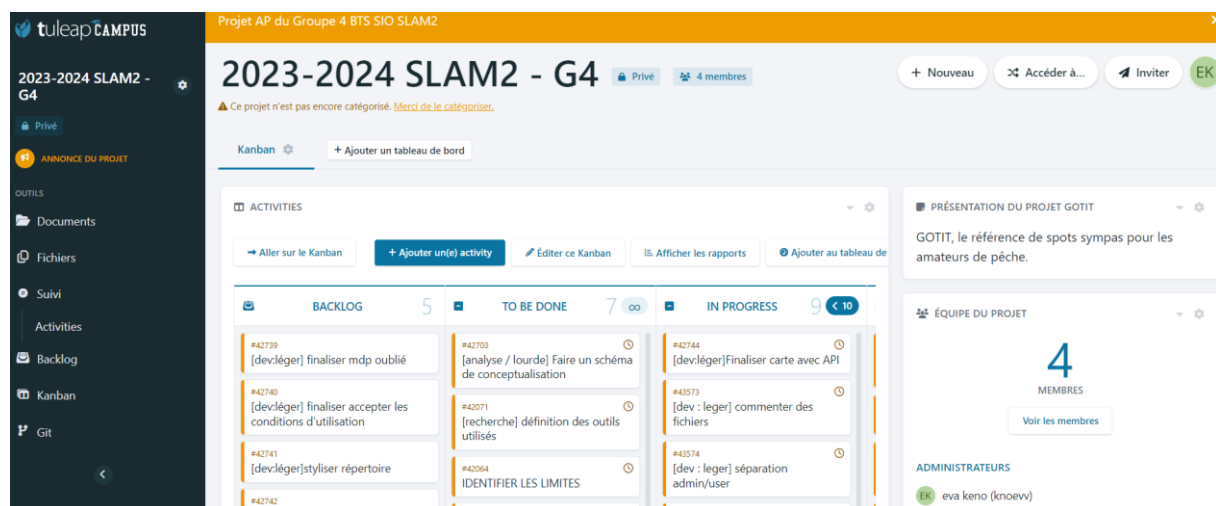 tuleap CAMPUS
Projet AP du Groupe 4 BTS SIO SLAM2
2023-2024 SLAM2 -
G4
Privé
ANNONCE DU PROJET
OUTILS
Documents
Fichiers
Suivi
Activities
Backlog
Kanban
Git
2023-2024 SLAM2 - G4
Privé
4 membres
+ Nouveau
Accéder à...
Inviter
EK
Ce projet n'est pas encore catégorisé. Merci de le catégoriser.
Kanban
+ Ajouter un tableau de bord
ACTIVITIES
→ Aller sur le Kanban
+ Ajouter un(e) activity
Éditer ce Kanban
Afficher les rapports
Ajouter au tableau de
BACKLOG 5
#42739
[dev:léger] finaliser mdp oublié
#42740
[dev:léger] finaliser accepter les
conditions d'utilisation
#42741
[dev:léger]styliser répertoire
#42742
TO BE DONE 7 ∞
#42703
[analyse / lourde] Faire un schéma
de conceptualisation
#42071
[recherche] définition des outils
utilisés
#42064
IDENTIFIER LES LIMITES
IN PROGRESS 9 < 10
#42744
[dev:léger]Finaliser carte avec API
#43573
[dev : leger] commenter des
fichiers
#43574
[dev : leger] séparation
admin/user
PRÉSENTATION DU PROJET GOTIT
GOTIT, le référence de spots sympas pour les
amateurs de pêche.
ÉQUIPE DU PROJET
4
MEMBRES
Voir les membres
ADMINISTRATEURS
EK eva keno (knoevv)